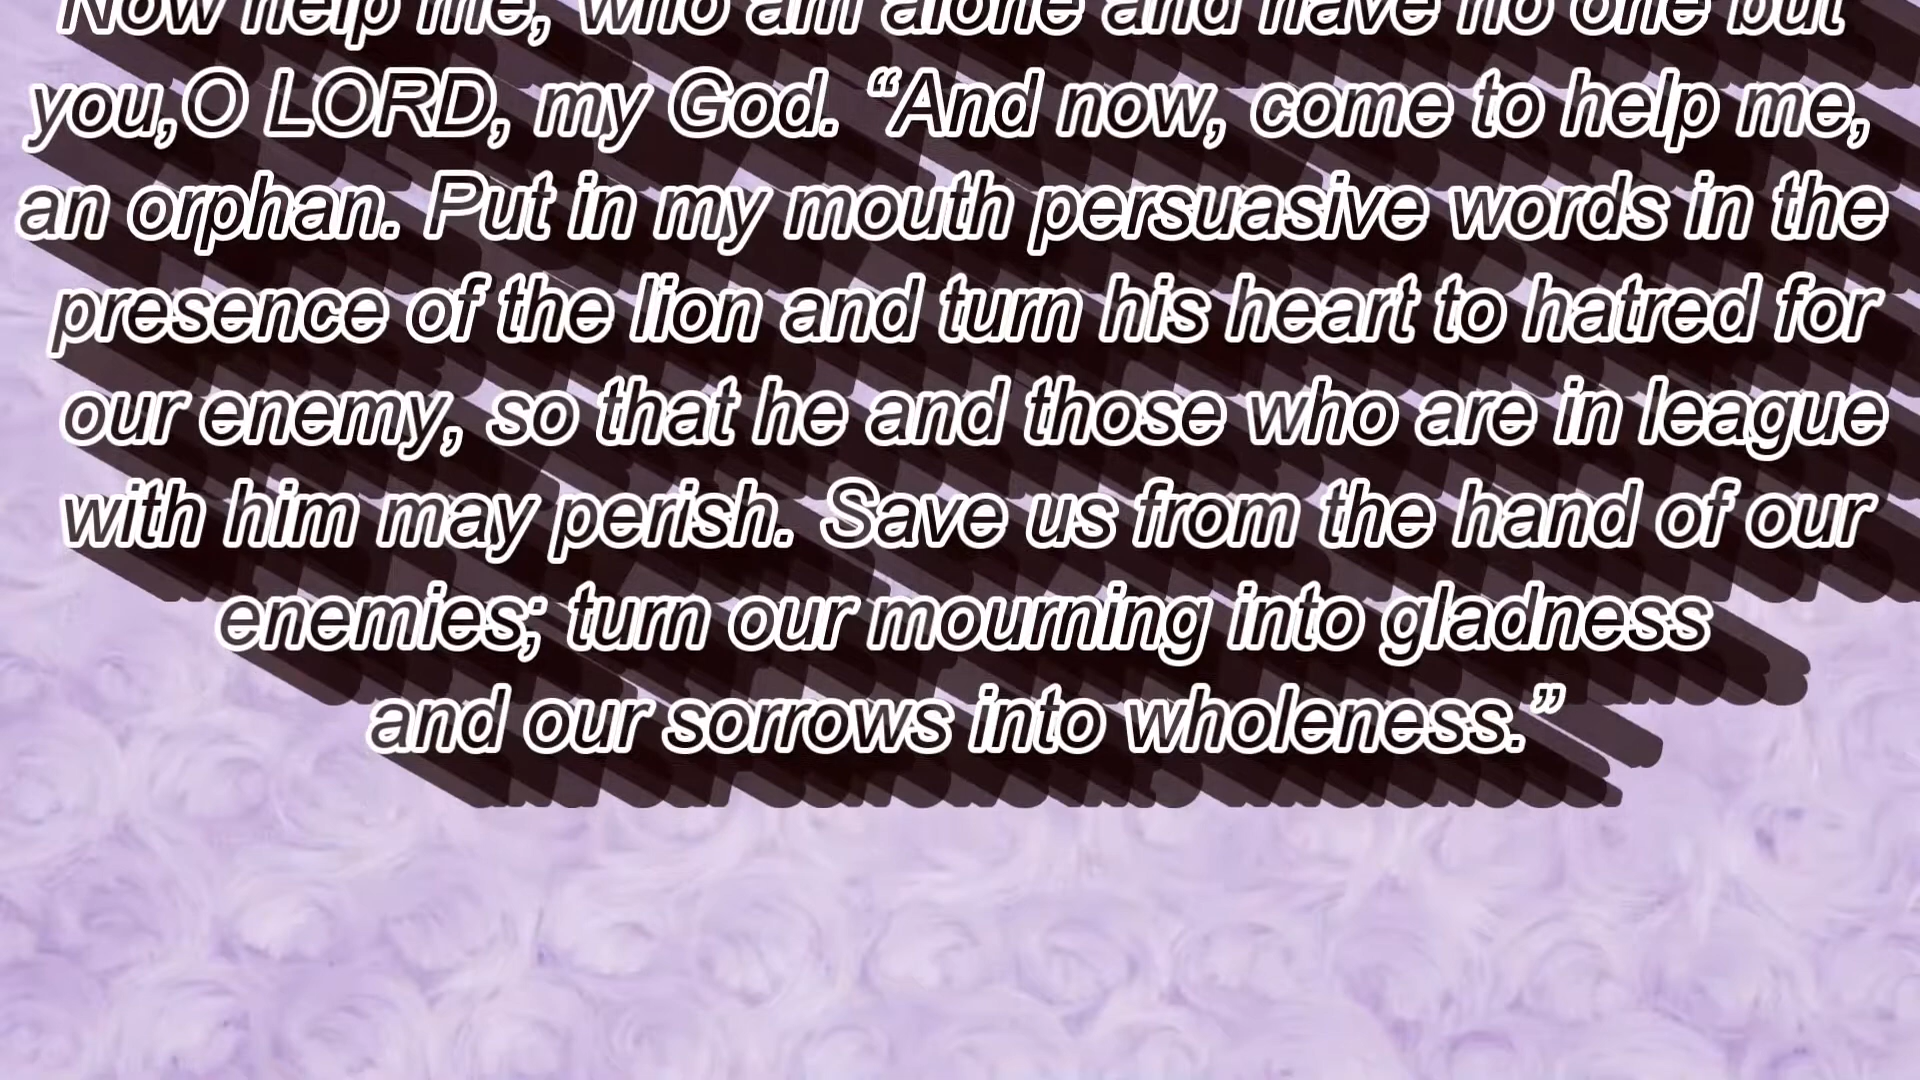 Now help me, who am alone and have no one but
you,O LORD, my God. “And now, come to help me,
an orphan. Put in my mouth persuasive words in the
presence of the lion and turn his heart to hatred for
our enemy, so that he and those who are in league
with him may perish. Save us from the hand of our
enemies; turn our mourning into gladness
and our sorrows into wholeness.”